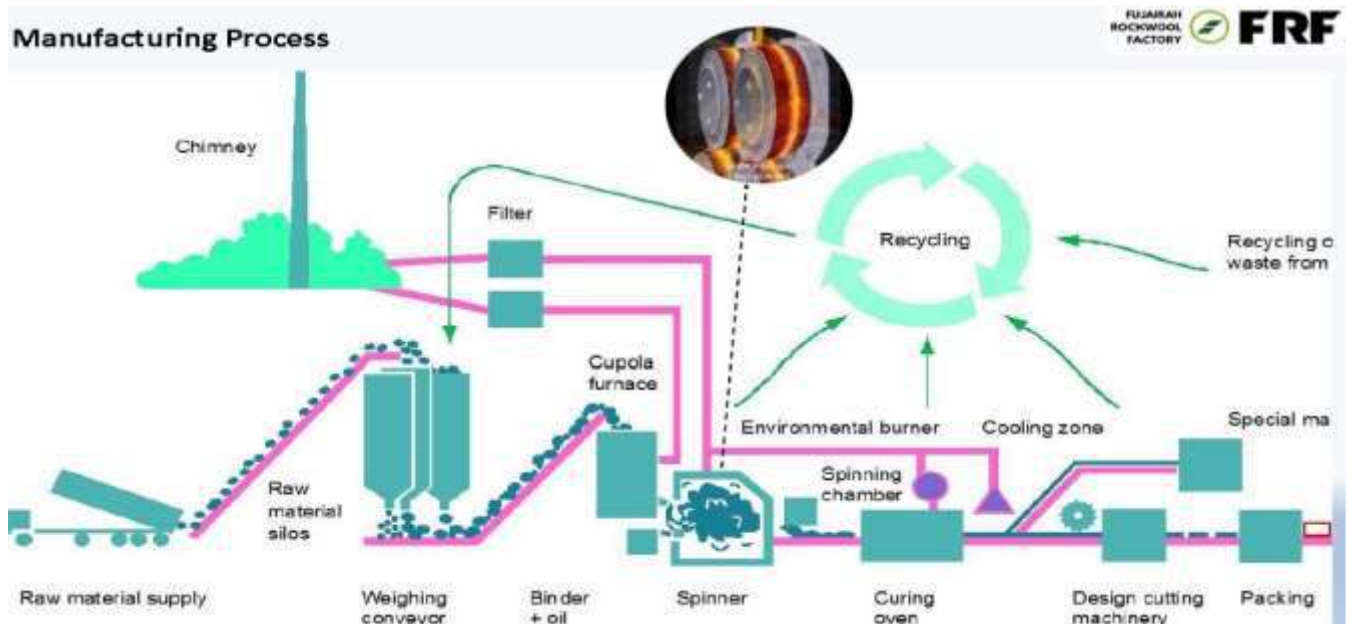 Manufacturing Process
FUJAIRAH
ROCKWOOL
FACTORY
FRF
Chimney
Filter
Recycling
Recycling
waste from
Cupola
furnace
Environmental burner
Cooling zone
Special
Spinning
chamber
Raw
material
silos
Raw material supply
Weighing
conveyor
Binder
+ oil
Spinner
Curing
oven
Design cutting
machinery
Packing